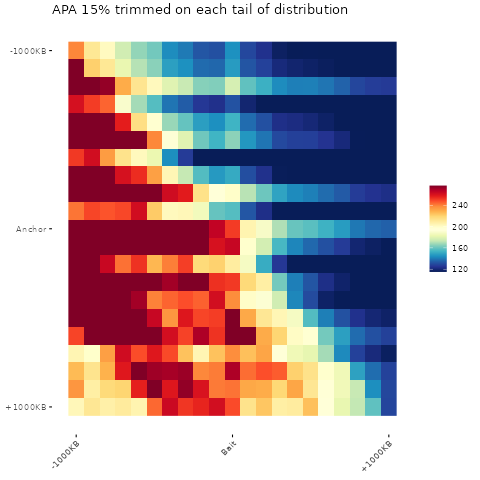 APA 15% trimmed on each tail of distribution
-1000KB
Anchor
+1000KB
240
200
160
120
-1000KB
Bait
+1000KB